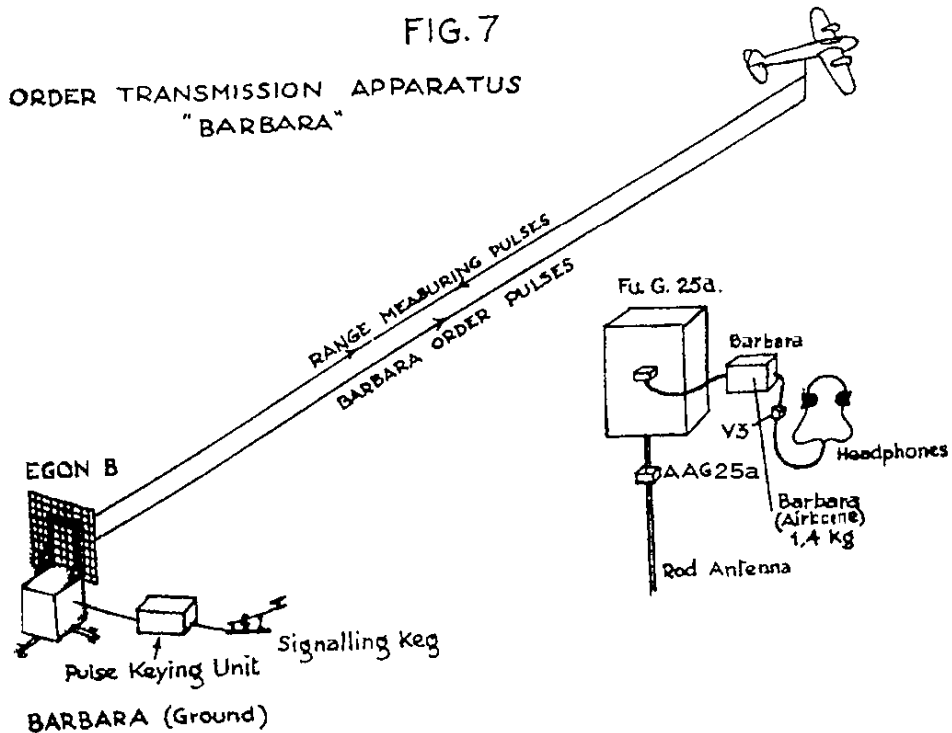 FIG. 7
ORDER TRANSMISSION APPARATUS
"BARBARA"
RANGE MEASURING PULSES
BARBARA ORDER PULSES
Fu G. 25a.
Barbara
V3
Headphones
AAG25a
Barbara
(Airborne)
1,4 kg
Rod Antenna
EGON B
Signalling Key
Pulse Keying Unit
BARBARA (Ground)